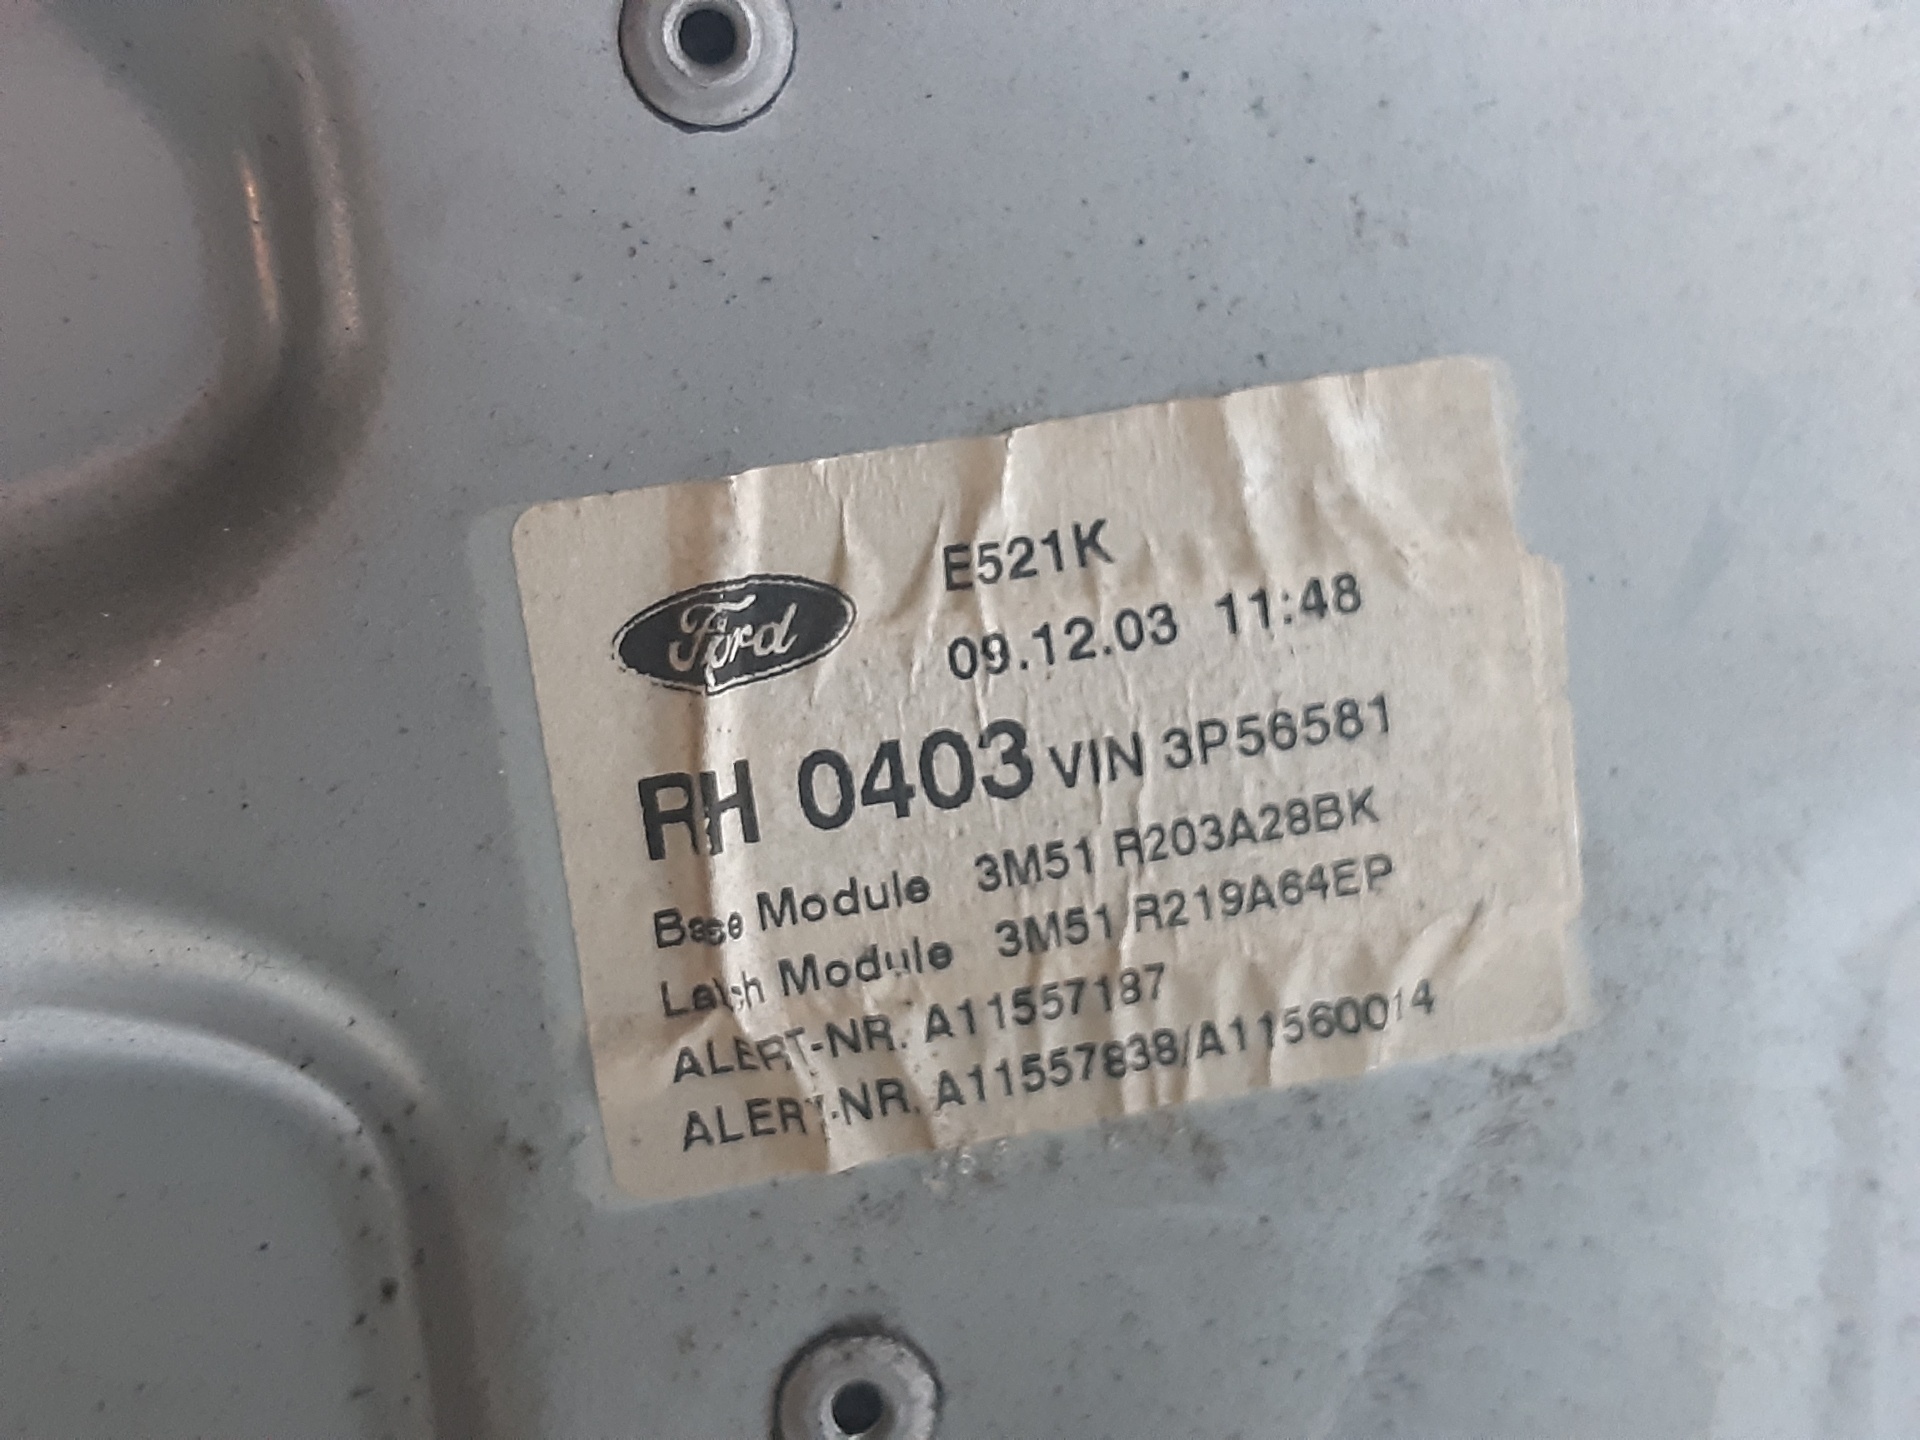 Ford
E521K
09.12.03 11:48
RH 0403 VIN 3P56581
Base Module 3M51 R203A28BK
Latch Module 3M51 R219A64EP
ALERT-NR. A11557187
ALERT-NR. A11557838/A11560014